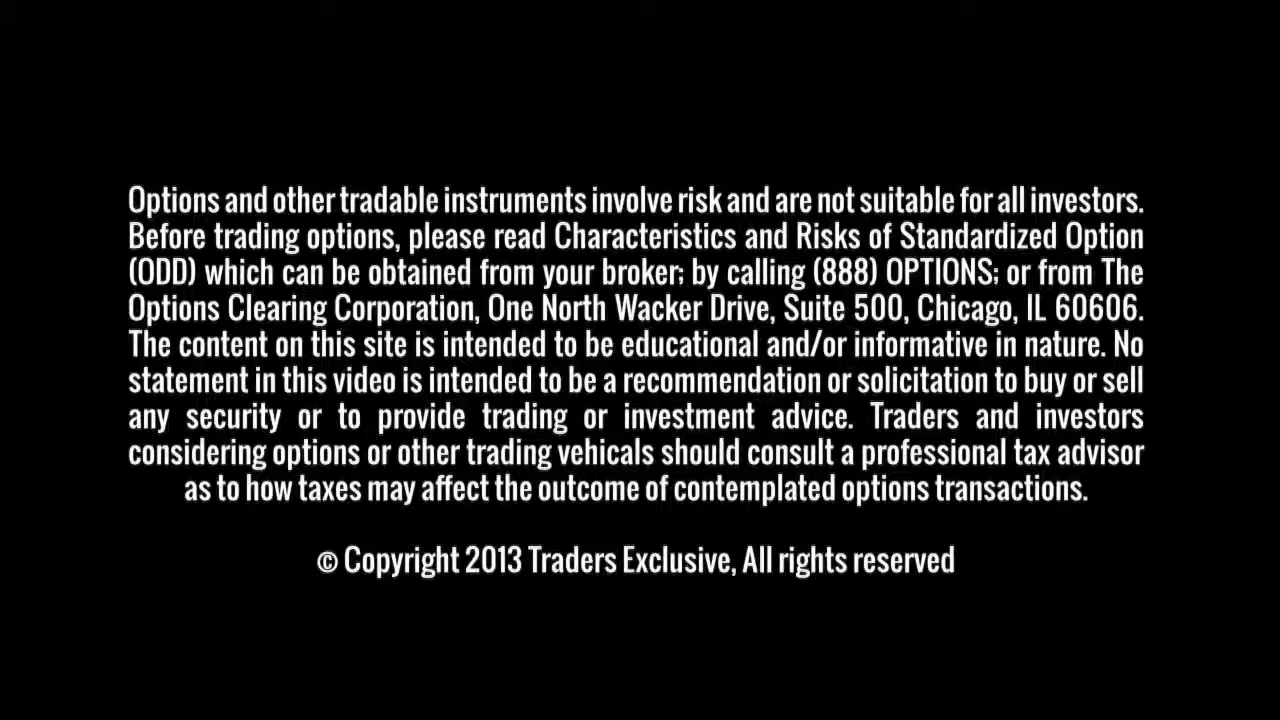 Options and other tradable instruments involve risk and are not suitable for all investors.
Before trading options, please read Characteristics and Risks of Standardized Option
(ODD) which can be obtained from your broker; by calling (888) OPTIONS; or from The
Options Clearing Corporation, One North Wacker Drive, Suite 500, Chicago, IL 60606.
The content on this site is intended to be educational and/or informative in nature. No
statement in this video is intended to be a recommendation or solicitation to buy or sell
any security or to provide trading or investment advice. Traders and investors
considering options or other trading vehicals should consult a professional tax advisor
as to how taxes may affect the outcome of contemplated options transactions.
© Copyright 2013 Traders Exclusive, All rights reserved